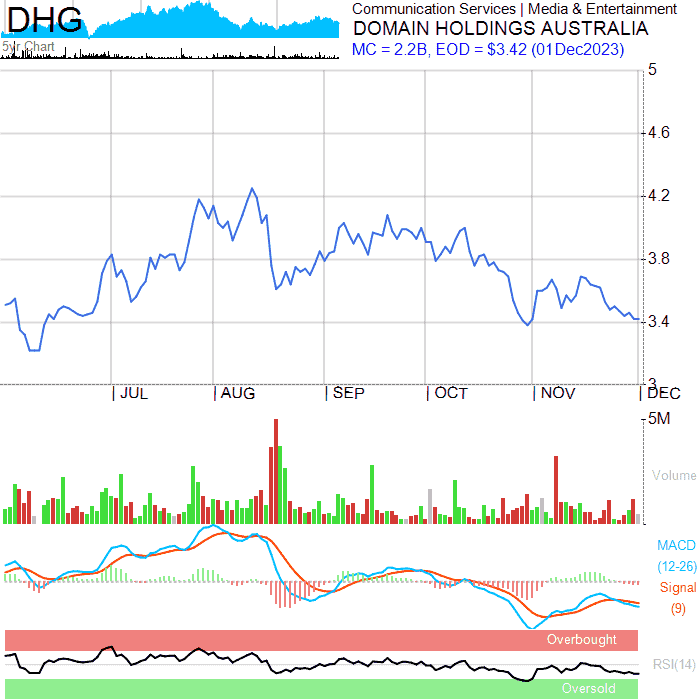 DHG
5yr Chart
Communication Services | Media & Entertainment
DOMAIN HOLDINGS AUSTRALIA
MC = 2.2B, EOD = $3.42 (01Dec2023)
5
4.6
4.2
3.8
3.4
3
| JUL | AUG | SEP | OCT | NOV | DEC
5M
Volume
MACD
(12-26)
Signal
(9)
Overbought
RSI(14)
Oversold